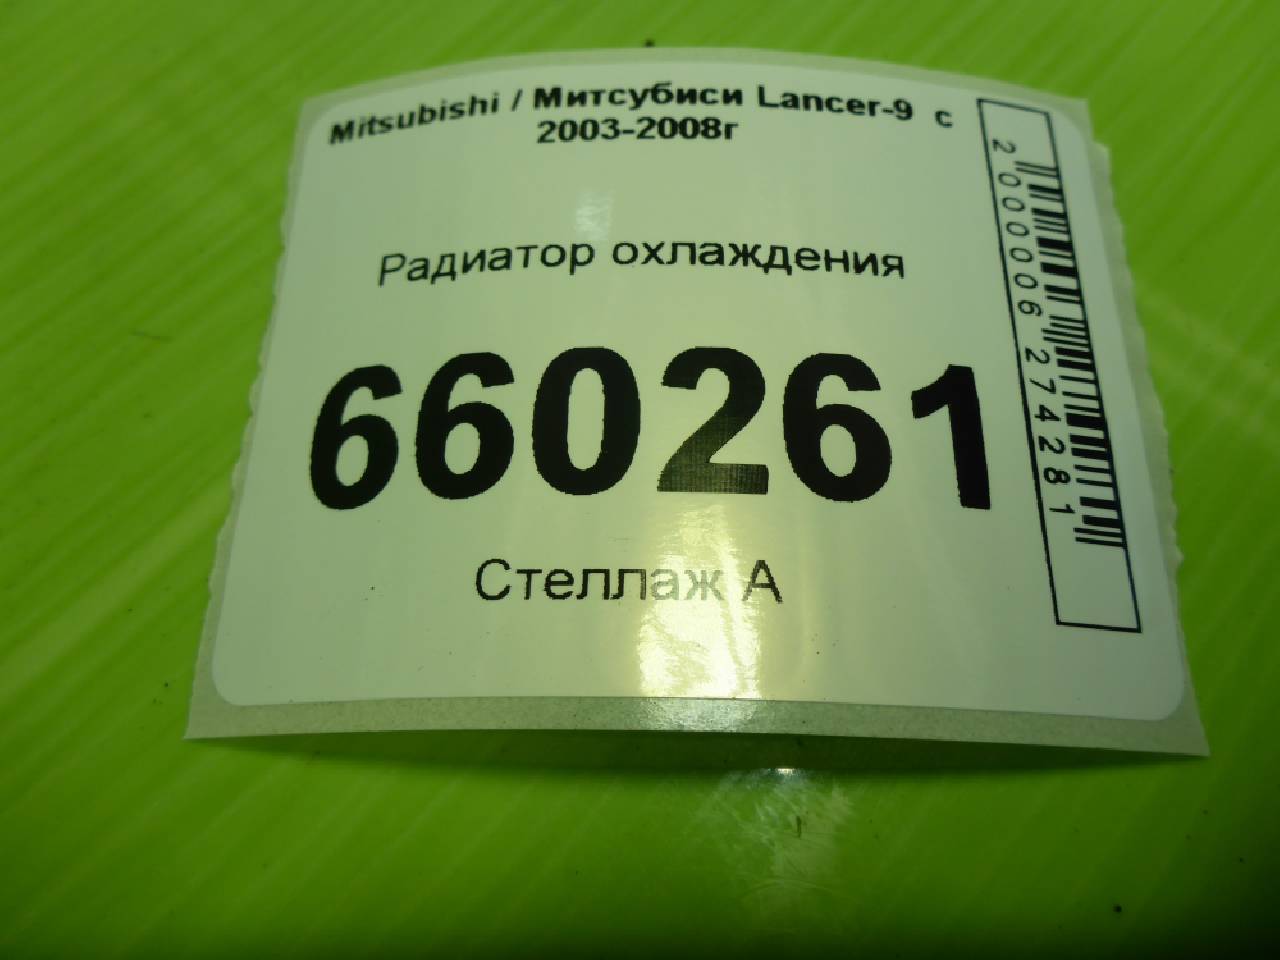 Mitsubishi / Митсубиси Lancer-9 с
2003-2008г
Радиатор охлаждения
660261
Стеллаж А
2000006274281